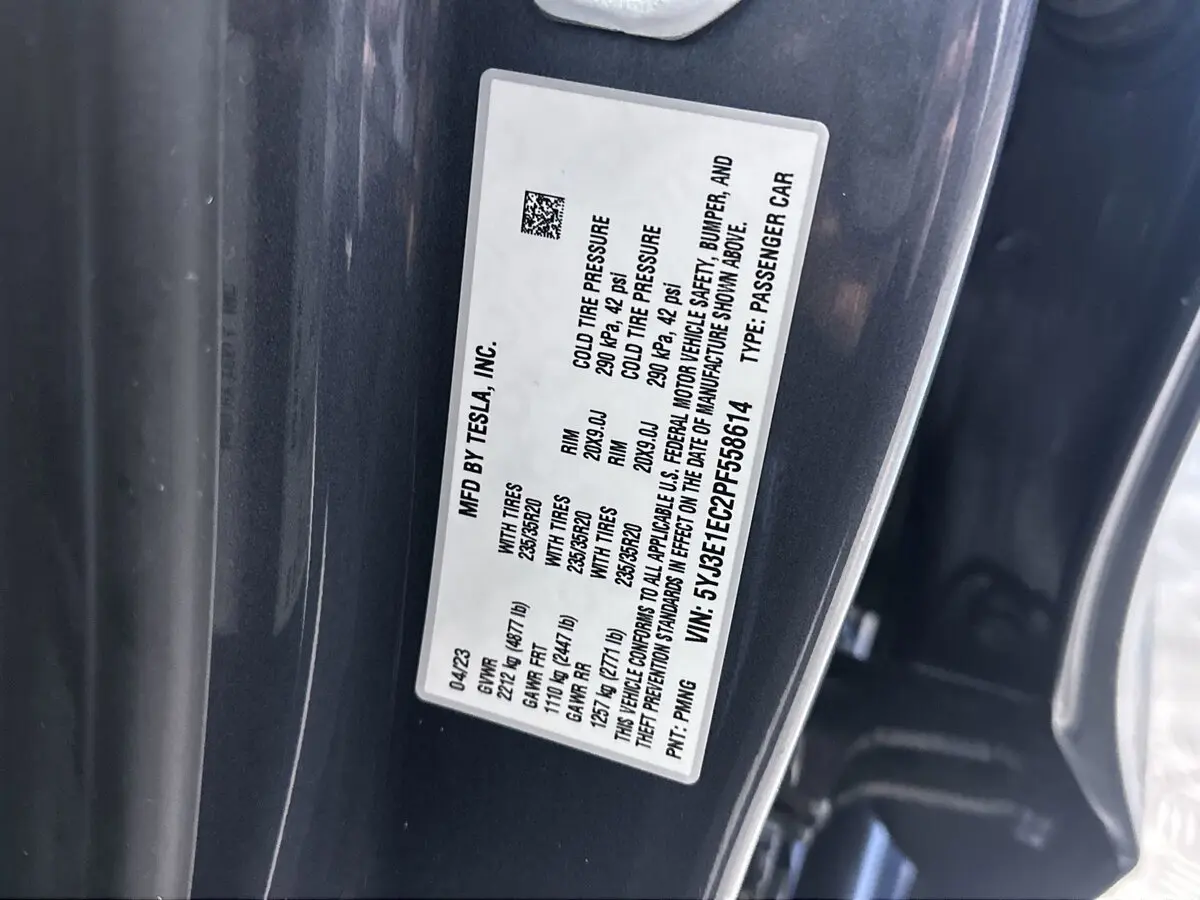 MFD BY TESLA, INC.
04/23
GVWR WITH TIRES
2212 kg (4877 lb) 235/35R20
GAWR FRT WITH TIRES RIM COLD TIRE PRESSURE
1110 kg (2447 lb) 235/35R20 20X9.0J 290 kPa, 42 psi
GAWR RR WITH TIRES RIM COLD TIRE PRESSURE
1257 kg (2771 lb) 235/35R20 20X9.0J 290 kPa, 42 psi
THIS VEHICLE CONFORMS TO ALL APPLICABLE U.S. FEDERAL MOTOR VEHICLE SAFETY, BUMPER, AND
THEFT PREVENTION STANDARDS IN EFFECT ON THE DATE OF MANUFACTURE SHOWN ABOVE.
PNT: PMNG VIN: 5YJ3E1EC2PF558614 TYPE: PASSENGER CAR